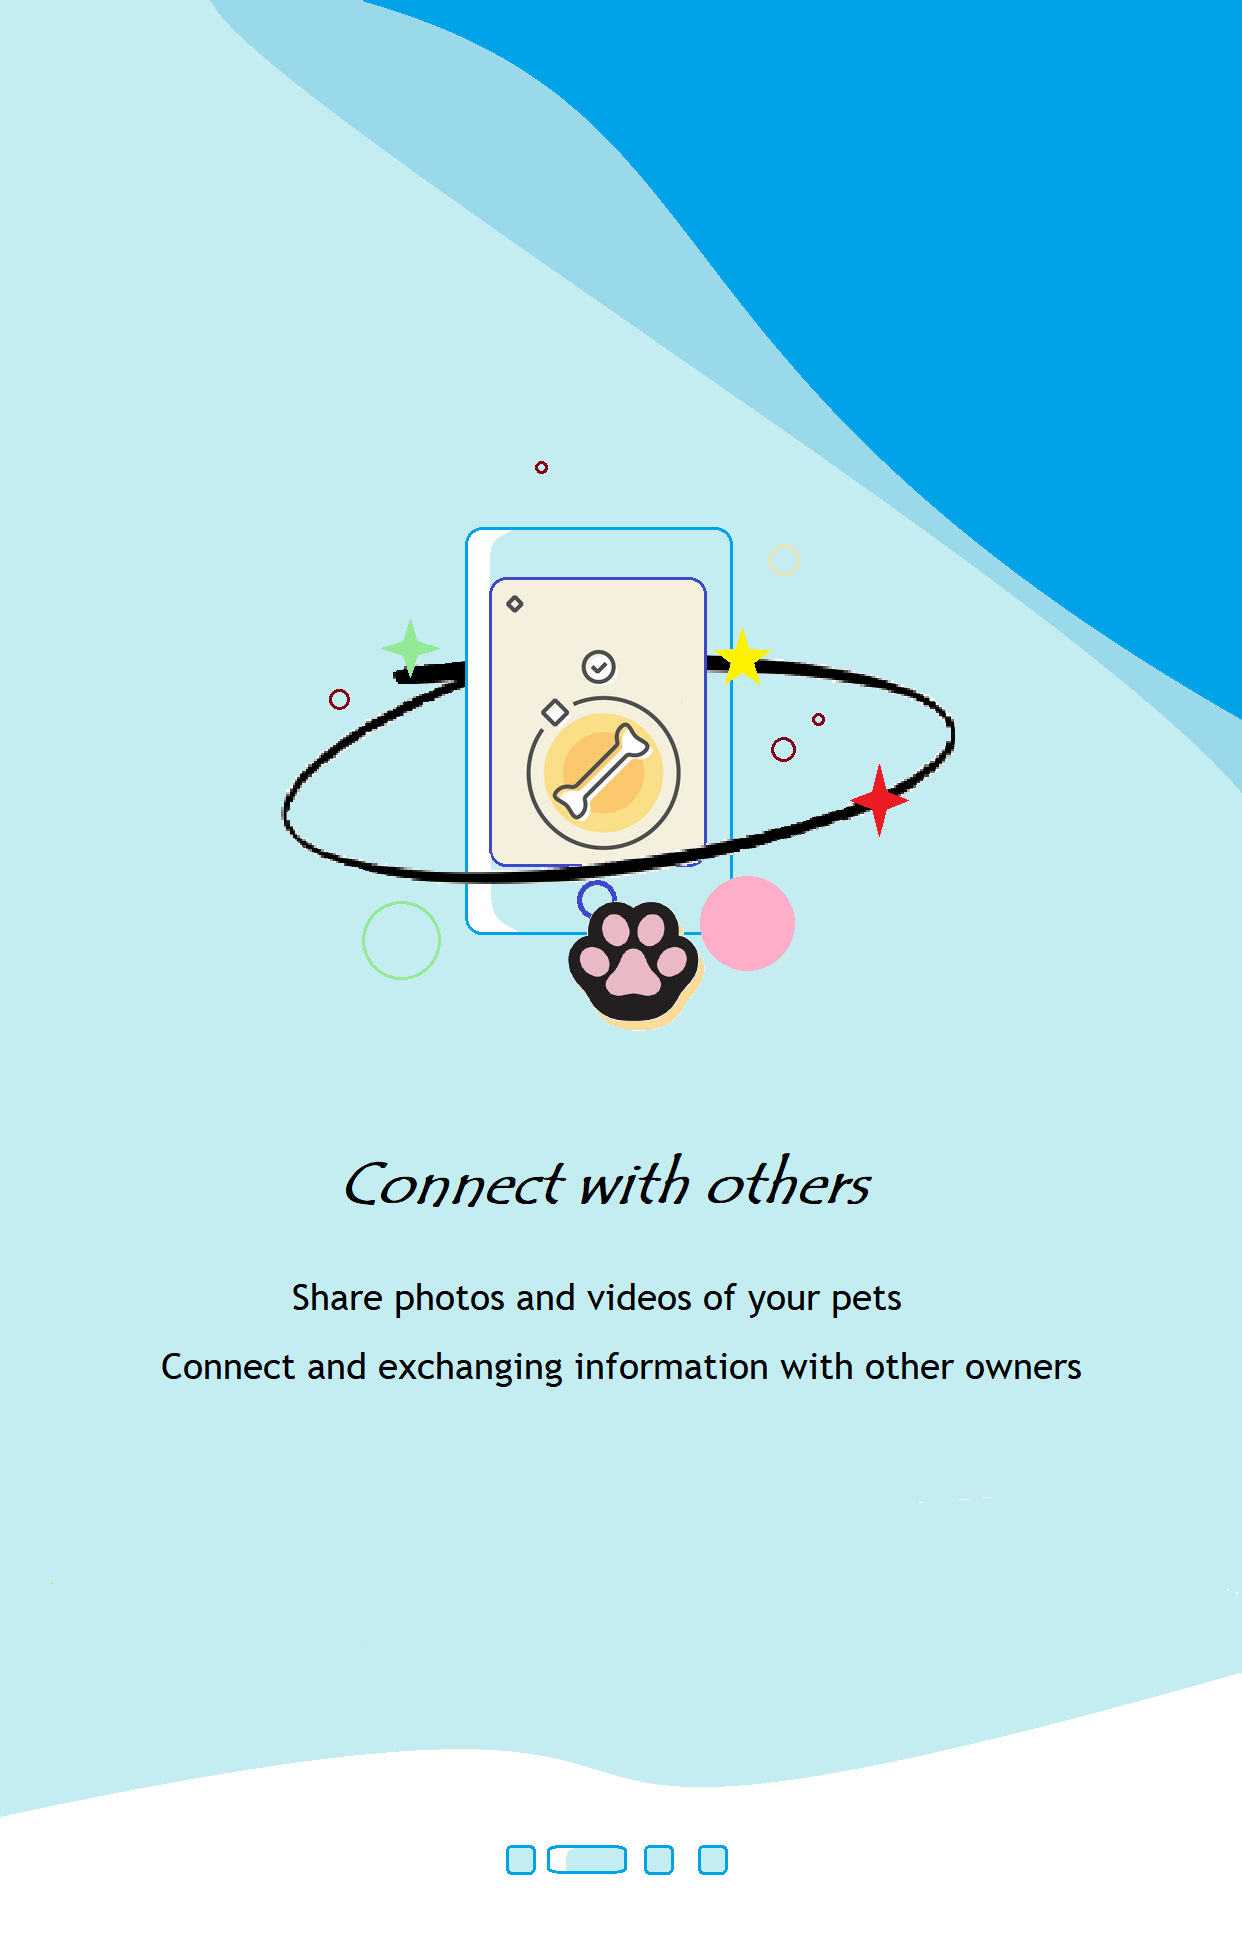 Connect with others
Share photos and videos of your pets
Connect and exchanging information with other owners